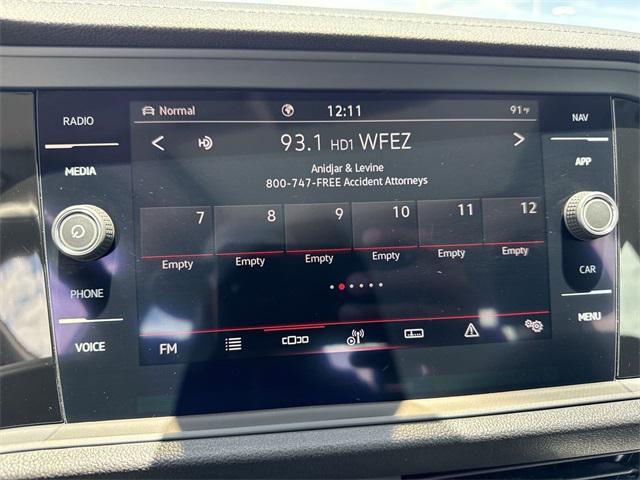 RADIO
MEDIA
PHONE
VOICE
Normal
12:11
91°F
HD
93.1 HD1 WFEZ
Anidjar & Levine
800-747-FREE Accident Attorneys
7 8 9 10 11 12
Empty Empty Empty Empty Empty Empty
FM
NAV
APP
CAR
MENU